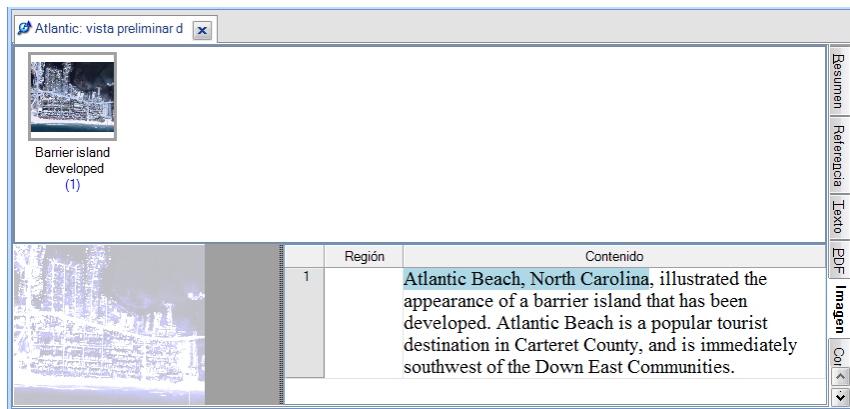 Atlantic: vista preliminar d
Barrier island
developed
(1)
Región
Contenido
1
Atlantic Beach, North Carolina, illustrated the
appearance of a barrier island that has been
developed. Atlantic Beach is a popular tourist
destination in Carteret County, and is immediately
southwest of the Down East Communities.
Resumen
Referencia
Texto
PDF
Imagen